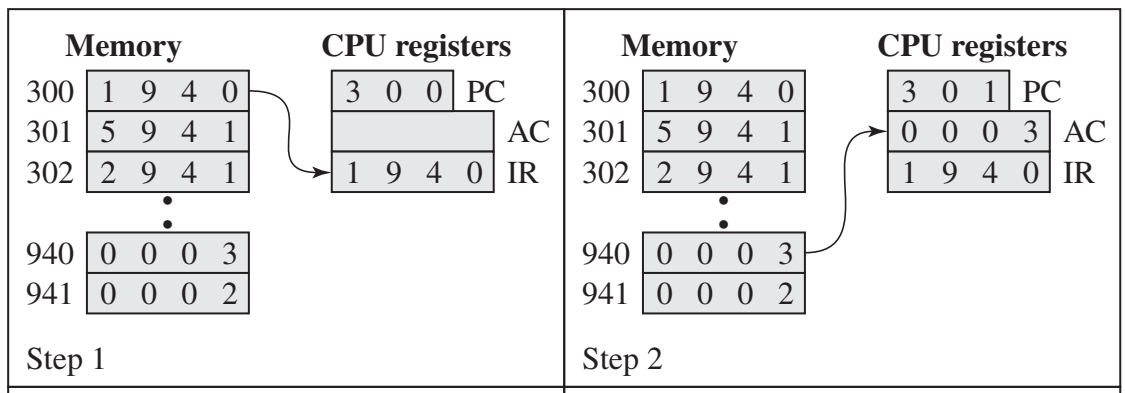 Memory CPU registers
300 1 9 4 0 3 0 0 PC
301 5 9 4 1 AC
302 2 9 4 1 1 9 4 0 IR
940 0 0 0 3
941 0 0 0 2
Step 1
Memory CPU registers
300 1 9 4 0 3 0 1 PC
301 5 9 4 1 0 0 0 3 AC
302 2 9 4 1 1 9 4 0 IR
940 0 0 0 3
941 0 0 0 2
Step 2